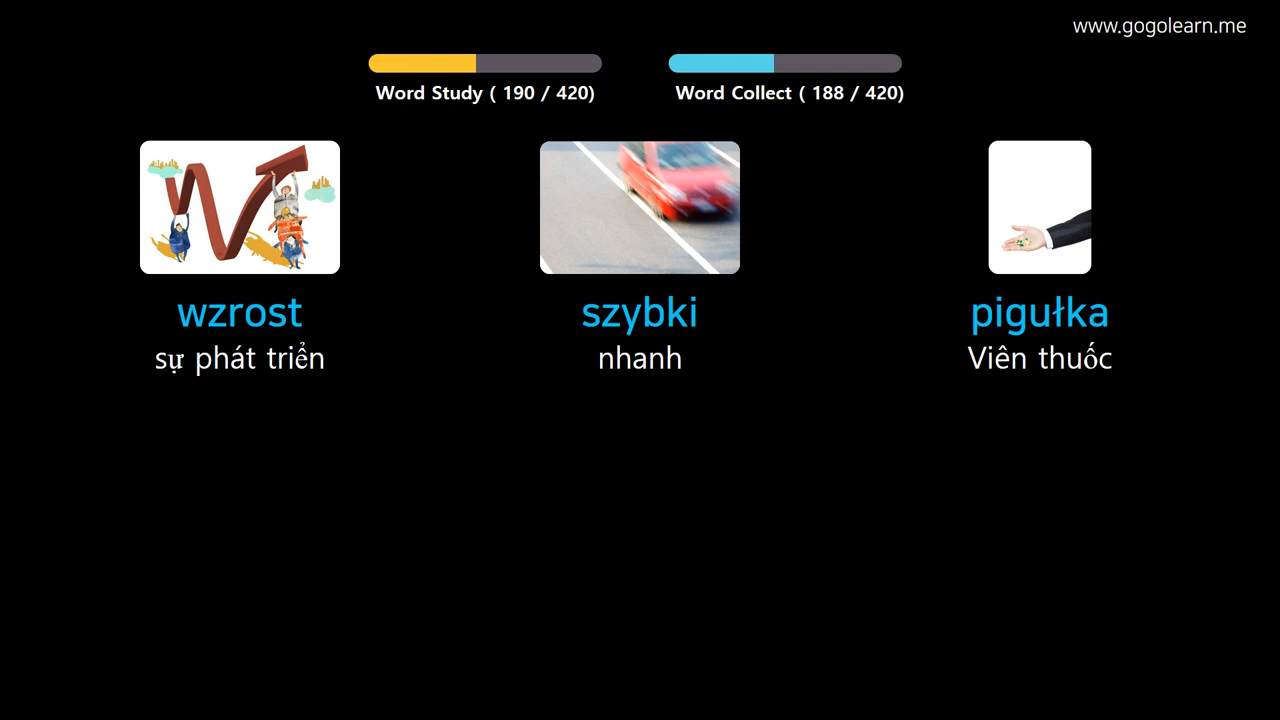 www.gogolearn.me
Word Study ( 190 / 420)
Word Collect ( 188 / 420)
wzrost
sự phát triển
szybki
nhanh
pigułka
Viên thuốc